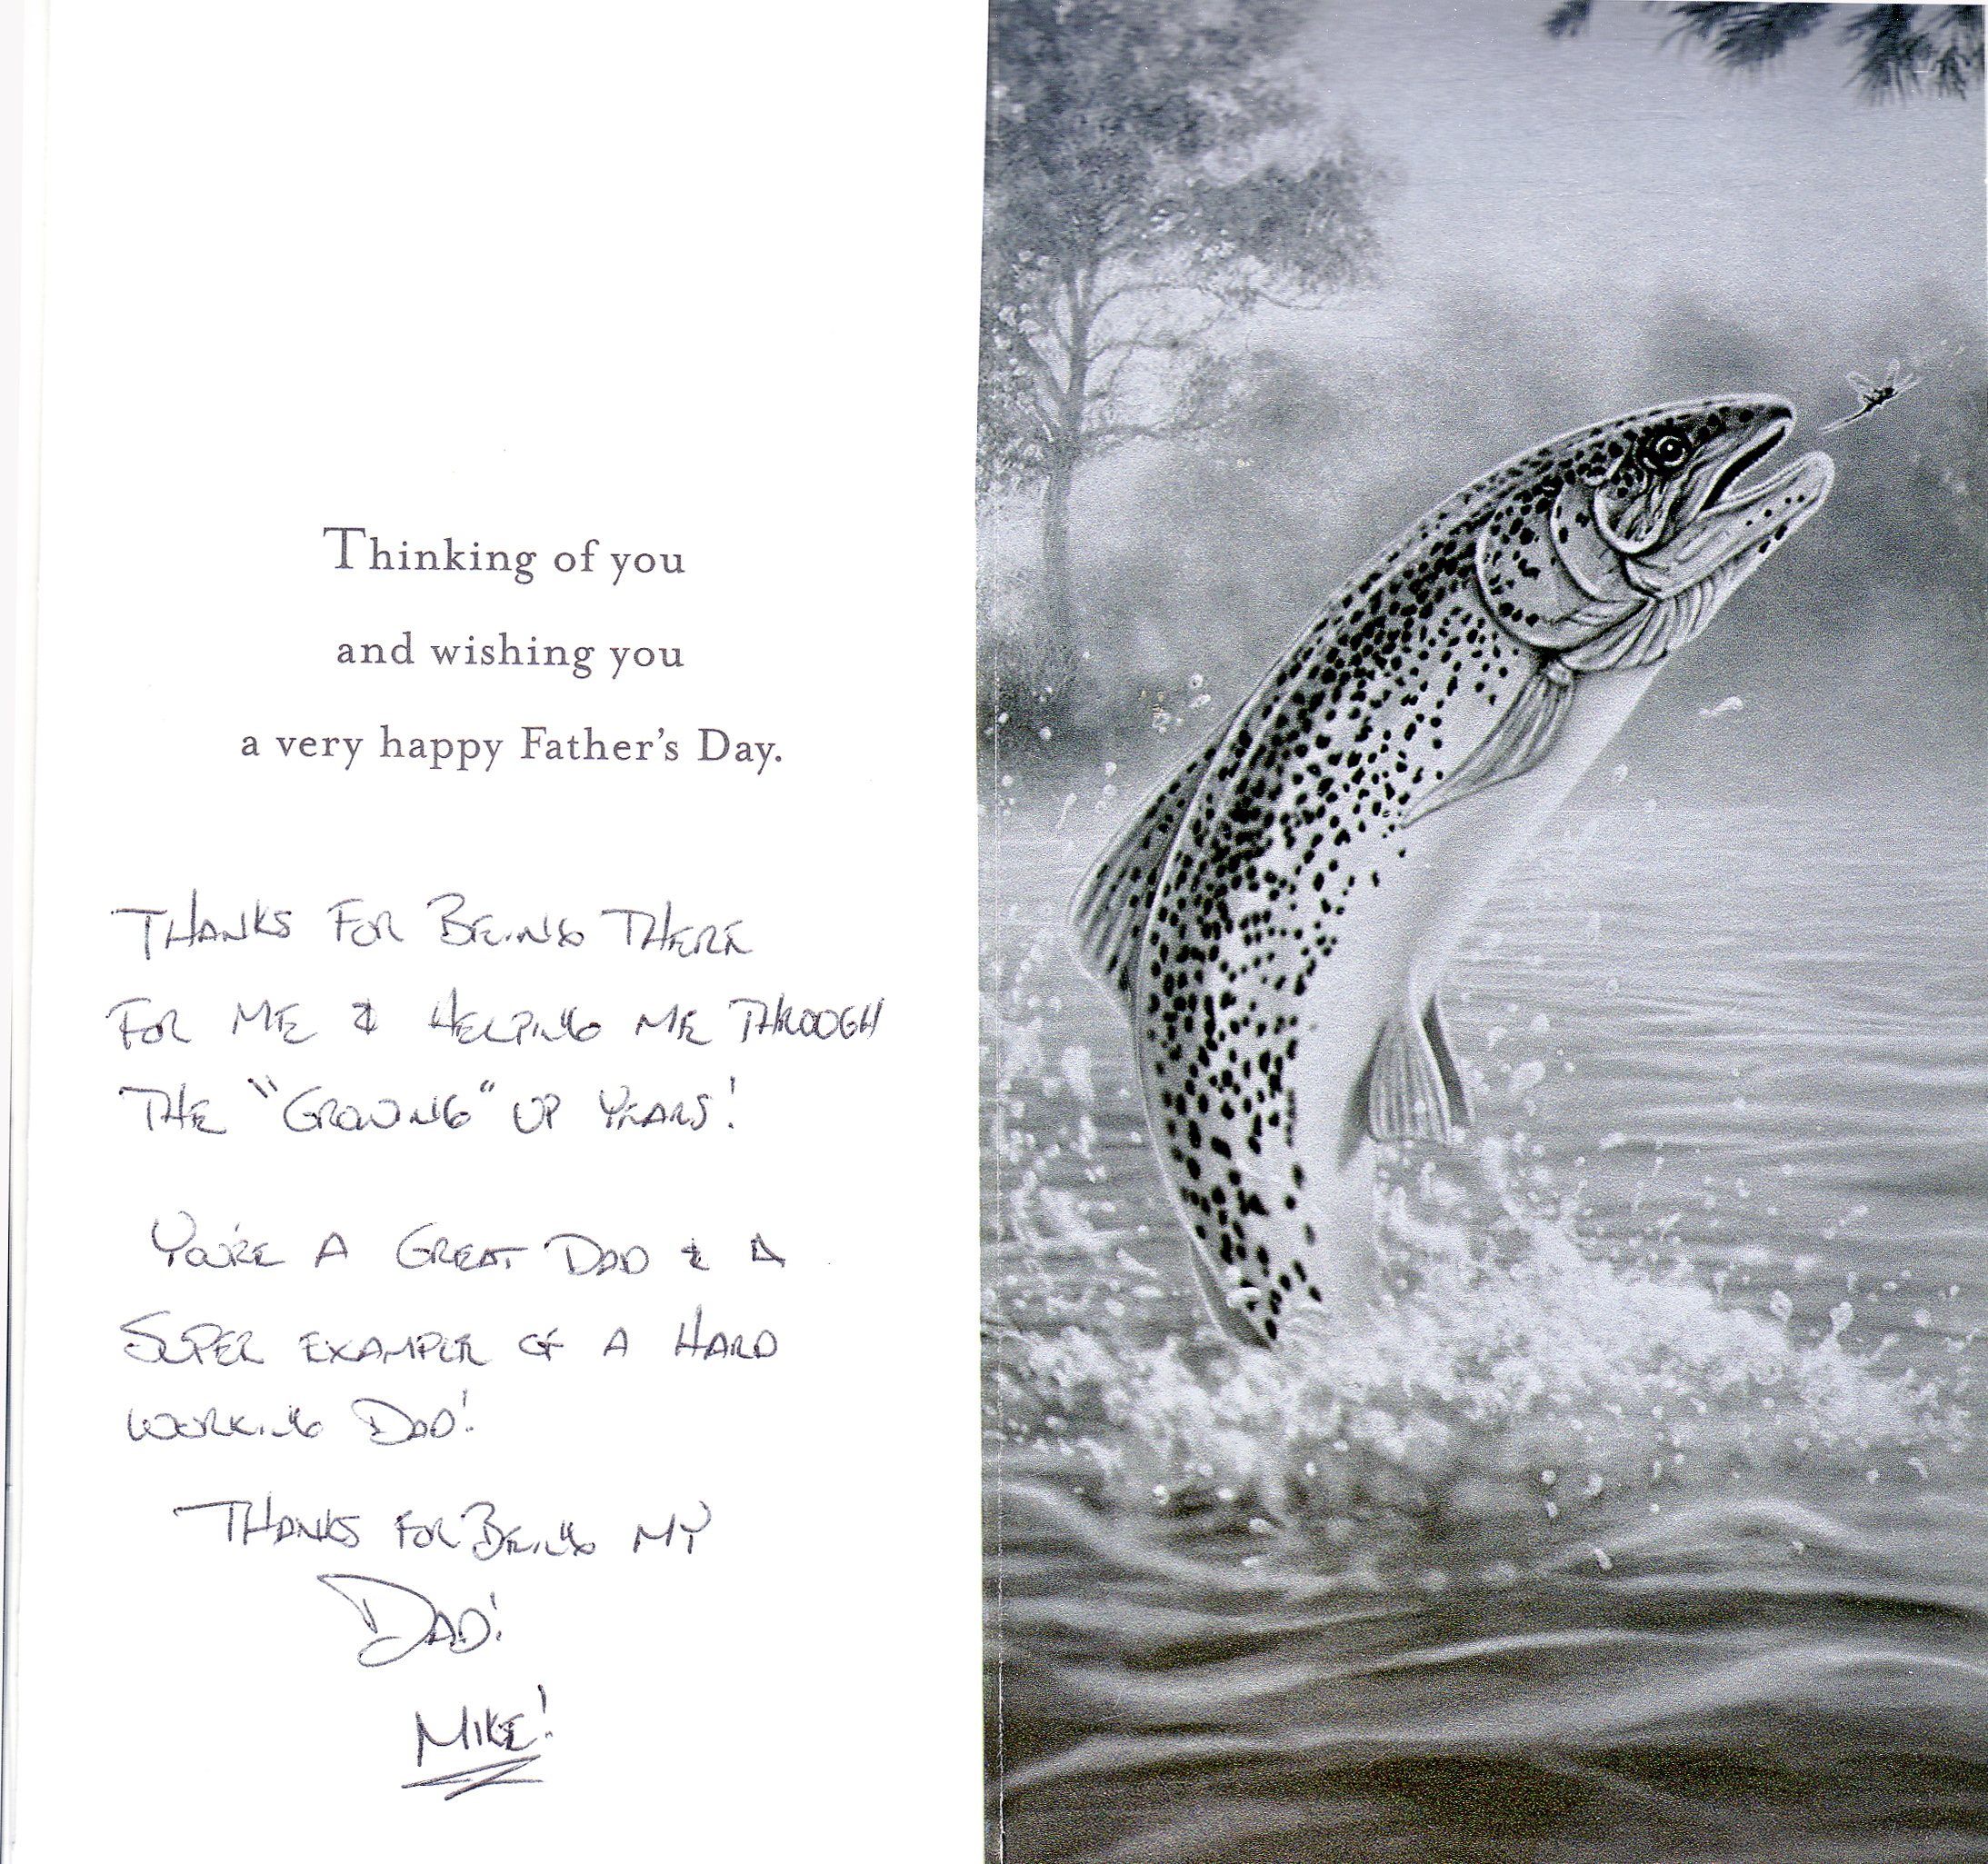 Thinking of you
and wishing you
a very happy Father's Day.
THANKS FOR BEING THERE
FOR ME & HELPING ME THROUGH
THE "GROWING" UP YEARS!
YOU'RE A GREAT DAD & A
SUPER EXAMPLE OF A HARD
WORKING DAD!
THANKS FOR BEING MY
DAD!
MIKE!